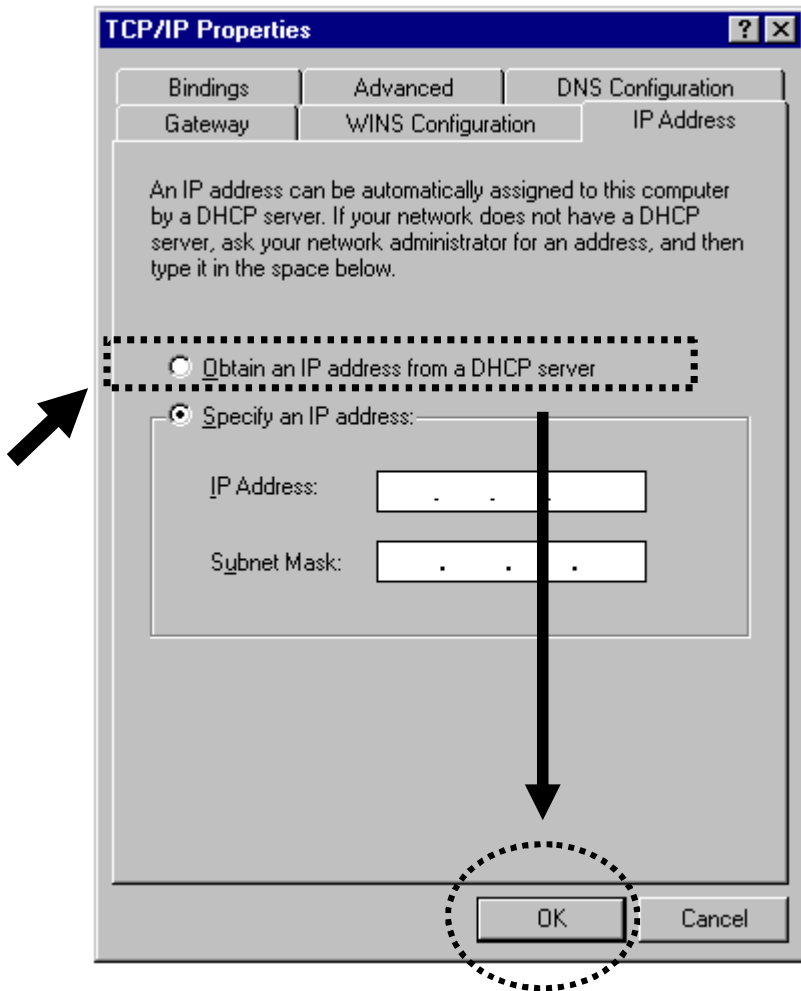 TCP/IP Properties
Bindings Advanced DNS Configuration
Gateway WINS Configuration IP Address
An IP address can be automatically assigned to this computer
by a DHCP server. If your network does not have a DHCP
server, ask your network administrator for an address, and then
type it in the space below.
Obtain an IP address from a DHCP server
Specify an IP address:
IP Address: . . .
Subnet Mask: . . .
OK Cancel